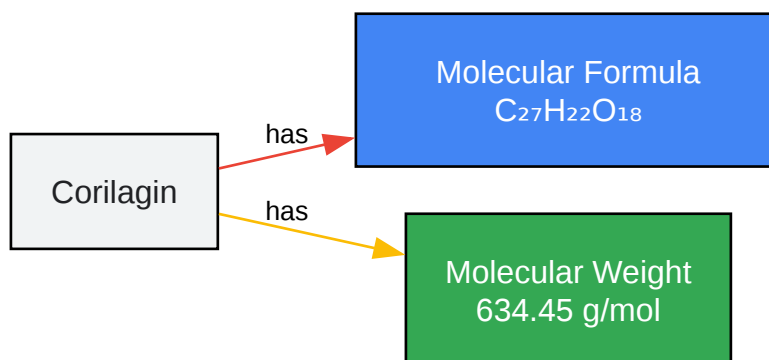 Molecular Formula
C₂₇H₂₂O₁₈
has
Corilagin
has
Molecular Weight
634.45 g/mol